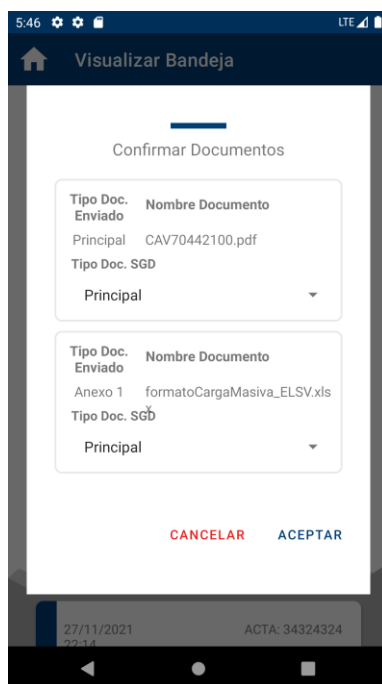 5:46 LTE
Visualizar Bandeja
Confirmar Documentos
Tipo Doc. Enviado Nombre Documento
Principal CAV70442100.pdf
Tipo Doc. SGD
Principal
Tipo Doc. Enviado Nombre Documento
Anexo 1 formatoCargaMasiva_ELSV.xls
x
Tipo Doc. SGD
Principal
CANCELAR ACEPTAR
27/11/2021 ACTA: 34324324
22:14